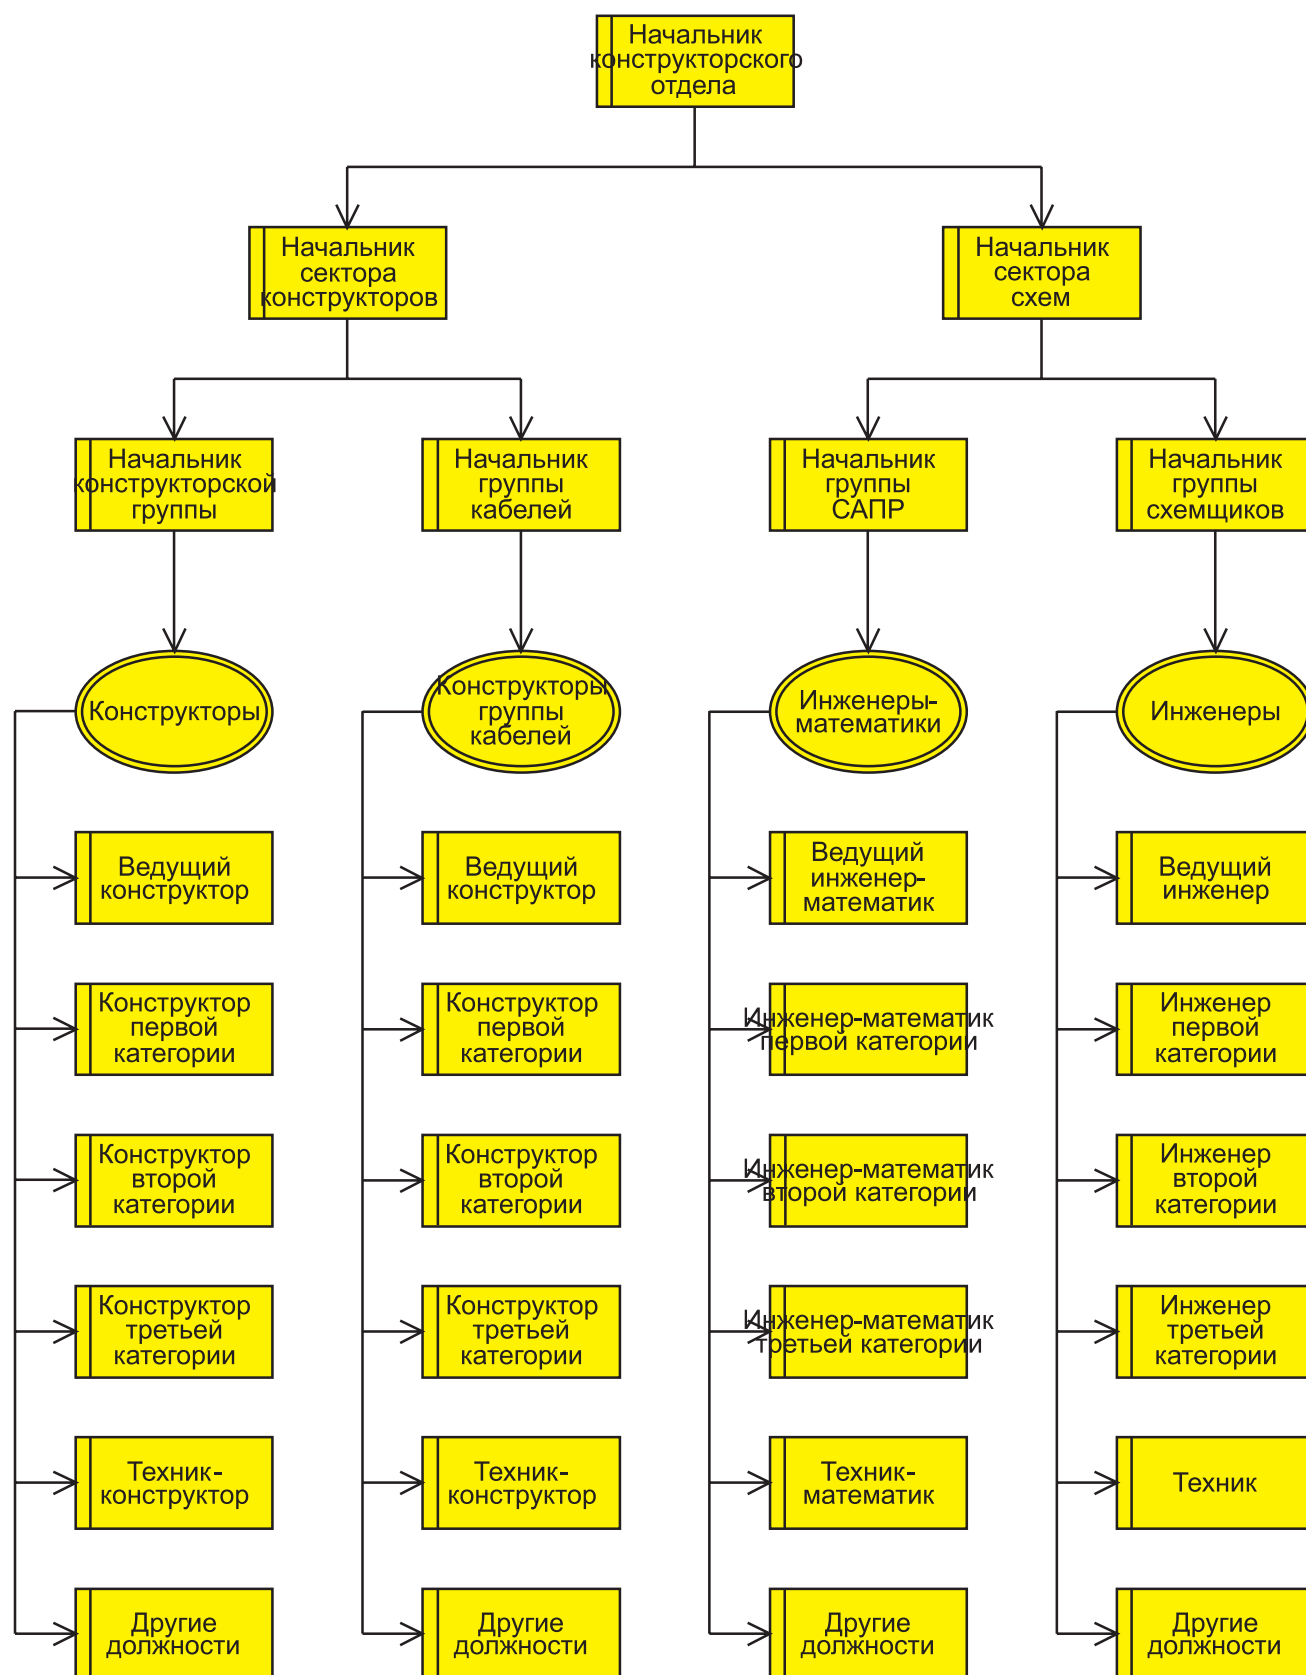 Начальник
конструкторского
отдела
Начальник
сектора
конструкторов
Начальник
сектора
схем
Начальник
конструкторской
группы
Начальник
группы
кабелей
Начальник
группы
САПР
Начальник
группы
схемщиков
Конструкторы
Конструкторы
группы
кабелей
Инженеры-
математики
Инженеры
Ведущий
конструктор
Ведущий
конструктор
Ведущий
инженер-
математик
Ведущий
инженер
Конструктор
первой
категории
Конструктор
первой
категории
Инженер-математик
первой категории
Инженер
первой
категории
Конструктор
второй
категории
Конструктор
второй
категории
Инженер-математик
второй категории
Инженер
второй
категории
Конструктор
третьей
категории
Конструктор
третьей
категории
Инженер-математик
третьей категории
Инженер
третьей
категории
Техник-
конструктор
Техник-
конструктор
Техник-
математик
Техник
Другие
должности
Другие
должности
Другие
должности
Другие
должности